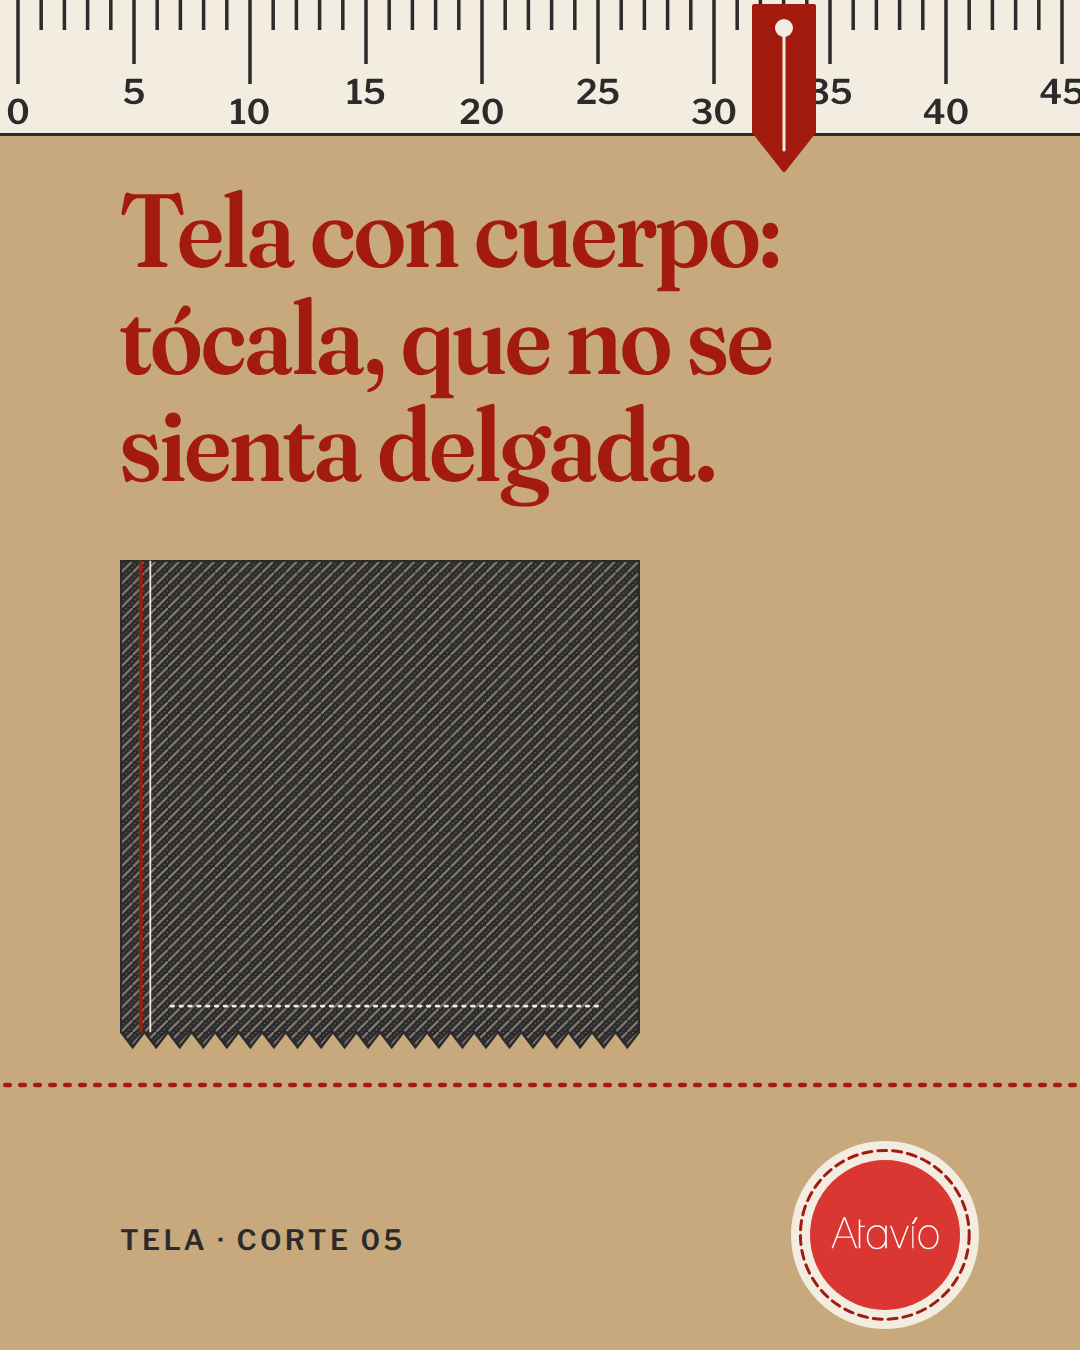 0 5 10 15 20 25 30 35 40 45
Tela con cuerpo:
tócala, que no se
sienta delgada.
TELA · CORTE 05
Atavío